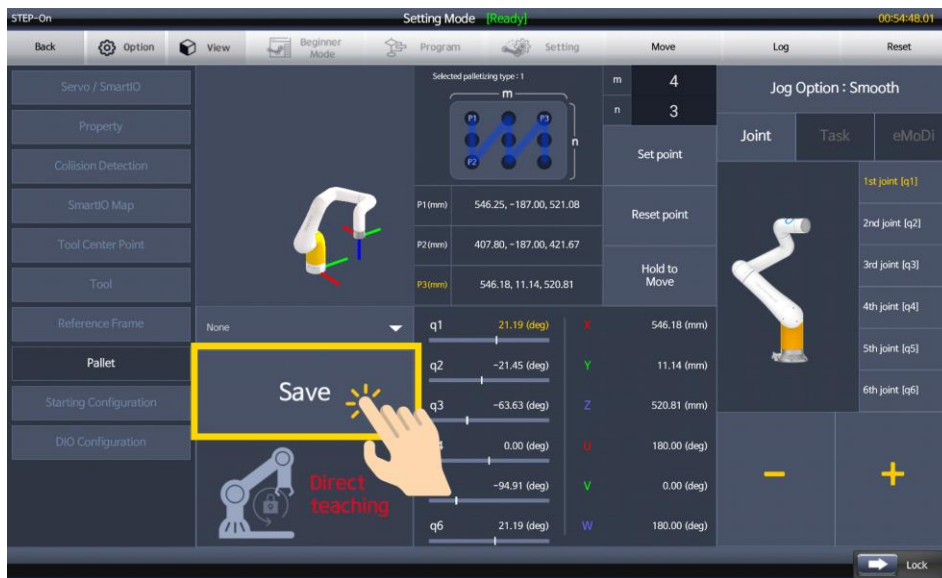 STEP-On
Setting Mode [Ready]
00:54:48.01
Back
Option
View
Beginner
Mode
Program
Setting
Move
Log
Reset
Servo / SmartIO
Property
Collision Detection
SmartIO Map
Tool Center Point
Tool
Reference Frame
Pallet
Starting Configuration
DIO Configuration
None
Save
Direct
teaching
Selected palletizing type : 1
m
n
P1
P3
P2
m 4
n 3
Set point
Reset point
Hold to
Move
P1(mm) 546.25, -187.00, 521.08
P2(mm) 407.80, -187.00, 421.67
P3(mm) 546.18, 11.14, 520.81
q1 21.19 (deg) X 546.18 (mm)
q2 -21.45 (deg) Y 11.14 (mm)
q3 -63.63 (deg) Z 520.81 (mm)
0.00 (deg) U 180.00 (deg)
-94.91 (deg) V 0.00 (deg)
q6 21.19 (deg) W 180.00 (deg)
Jog Option : Smooth
Joint
Task
eMoDi
1st joint [q1]
2nd joint [q2]
3rd joint [q3]
4th joint [q4]
5th joint [q5]
6th joint [q6]
−
+
Lock